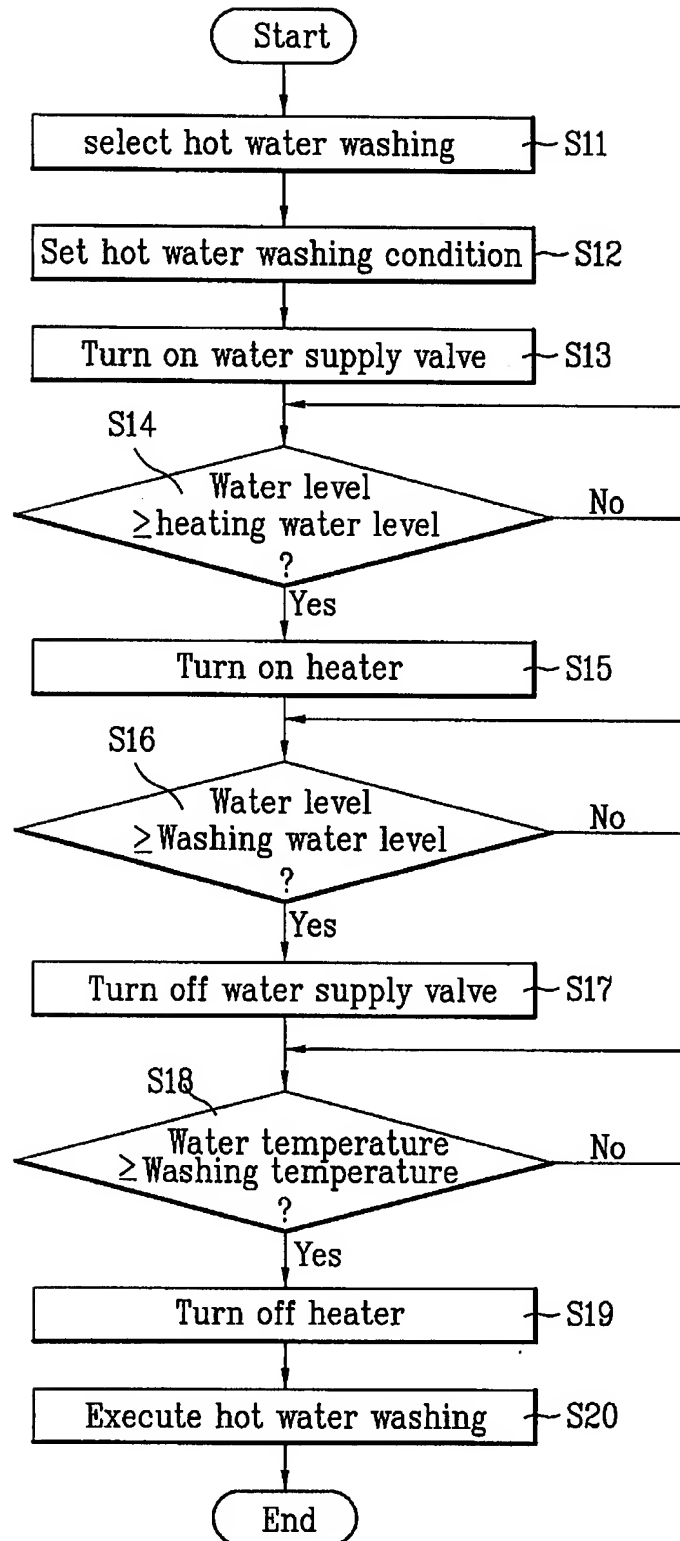 Start
select hot water washing
S11
Set hot water washing condition
S12
Turn on water supply valve
S13
S14
Water level
≥heating water level
?
No
Yes
Turn on heater
S15
S16
Water level
≥Washing water level
?
No
Yes
Turn off water supply valve
S17
S18
Water temperature
≥Washing temperature
?
No
Yes
Turn off heater
S19
Execute hot water washing
S20
End